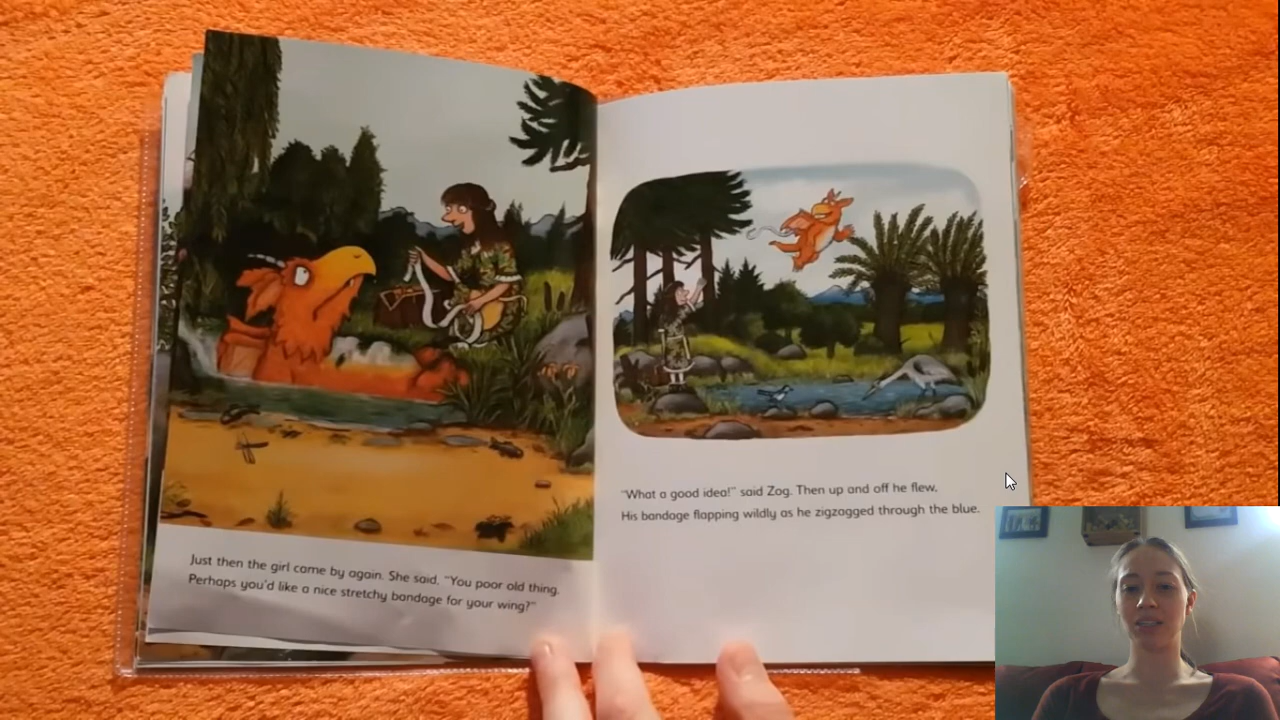 Just then the girl came by again. She said, "You poor old thing.
Perhaps you'd like a nice stretchy bandage for your wing?"
"What a good idea!" said Zog. Then up and off he flew,
His bandage flapping wildly as he zigzagged through the blue.